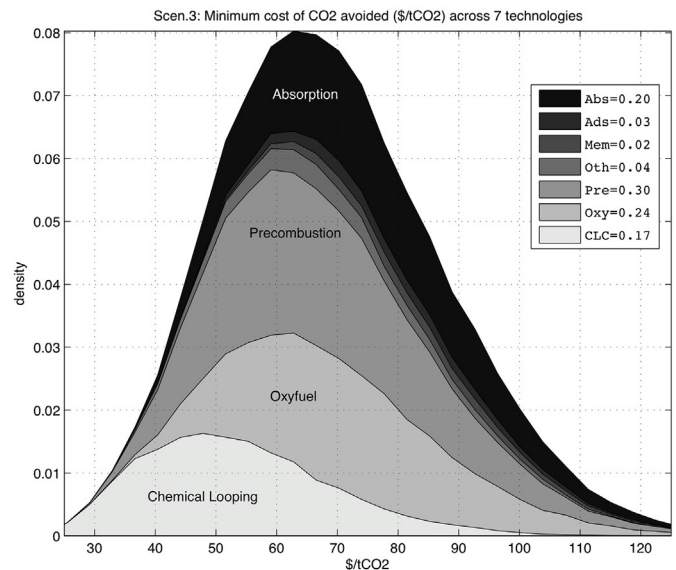 Scen.3: Minimum cost of CO2 avoided ($/tCO2) across 7 technologies
0.08
0.07
0.06
0.05
0.04
0.03
0.02
0.01
0
density
Absorption
Precombustion
Oxyfuel
Chemical Looping
Abs=0.20
Ads=0.03
Mem=0.02
Oth=0.04
Pre=0.30
Oxy=0.24
CLC=0.17
30 40 50 60 70 80 90 100 110 120
$/tCO2